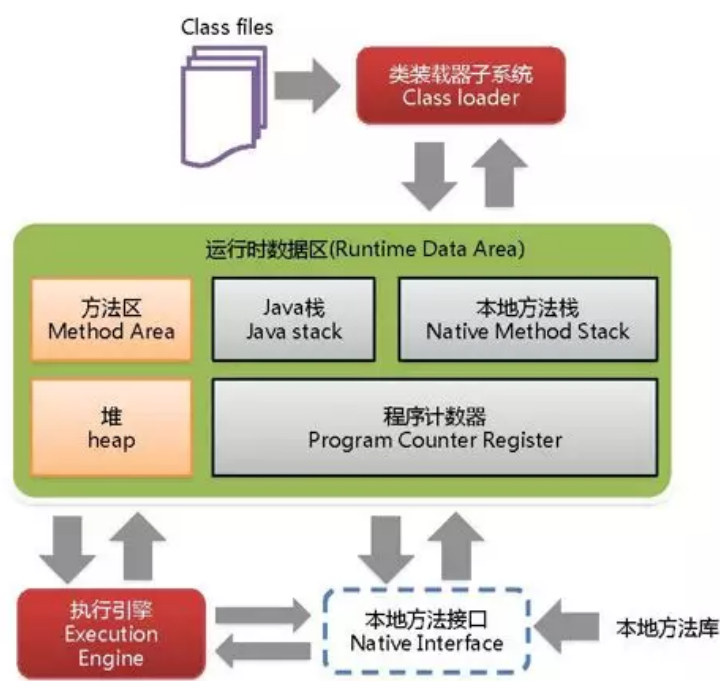 Class files
类装载器子系统
Class loader
运行时数据区(Runtime Data Area)
方法区
Method Area
Java栈
Java stack
本地方法栈
Native Method Stack
堆
heap
程序计数器
Program Counter Register
执行引擎
Execution
Engine
本地方法接口
Native Interface
本地方法库